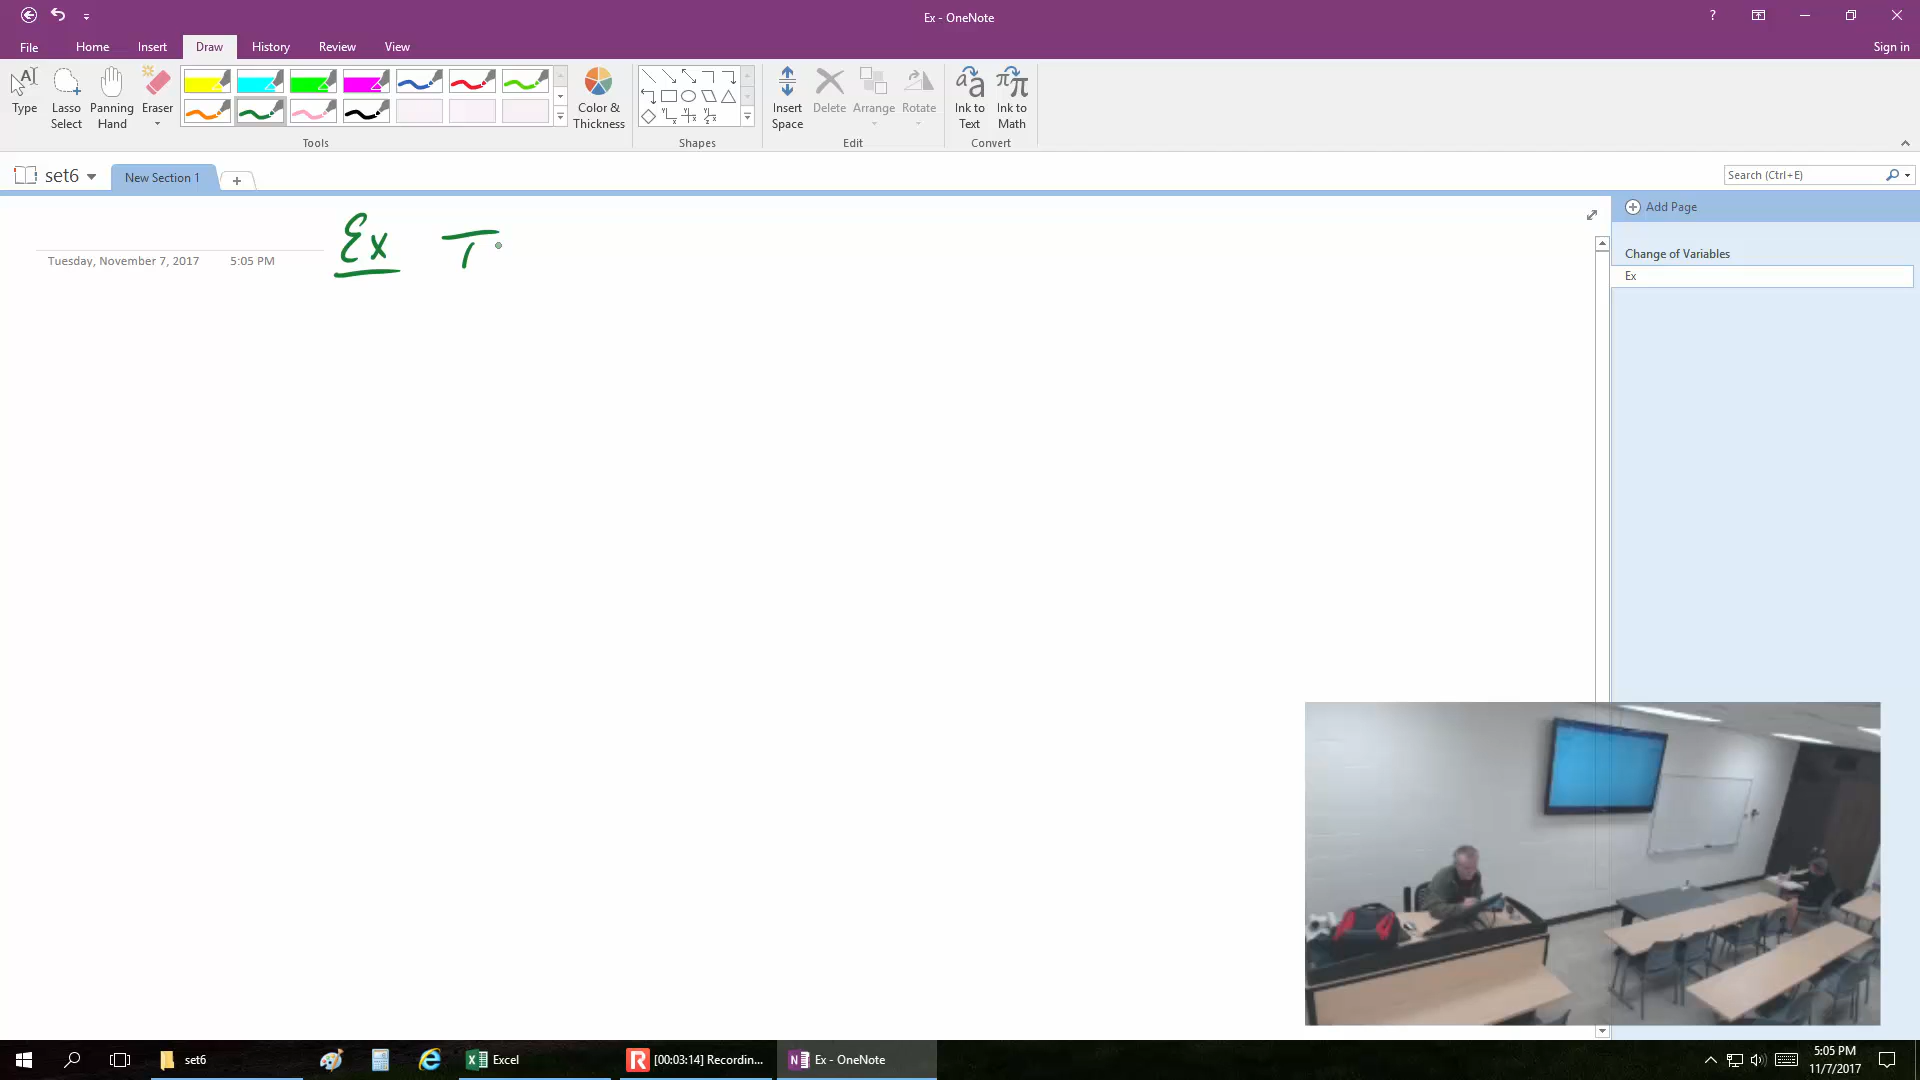 Ex - OneNote
?
File
Home
Insert
Draw
History
Review
View
Sign in
Type
Lasso Select
Panning Hand
Eraser
Color & Thickness
Insert Space
Delete
Arrange
Rotate
Ink to Text
Ink to Math
Tools
Shapes
Edit
Convert
set6
New Section 1
Search (Ctrl+E)
Add Page
Ex T
Tuesday, November 7, 2017 5:05 PM
Change of Variables
Ex
set6
Excel
[00:03:14] Recordin...
Ex - OneNote
5:05 PM
11/7/2017